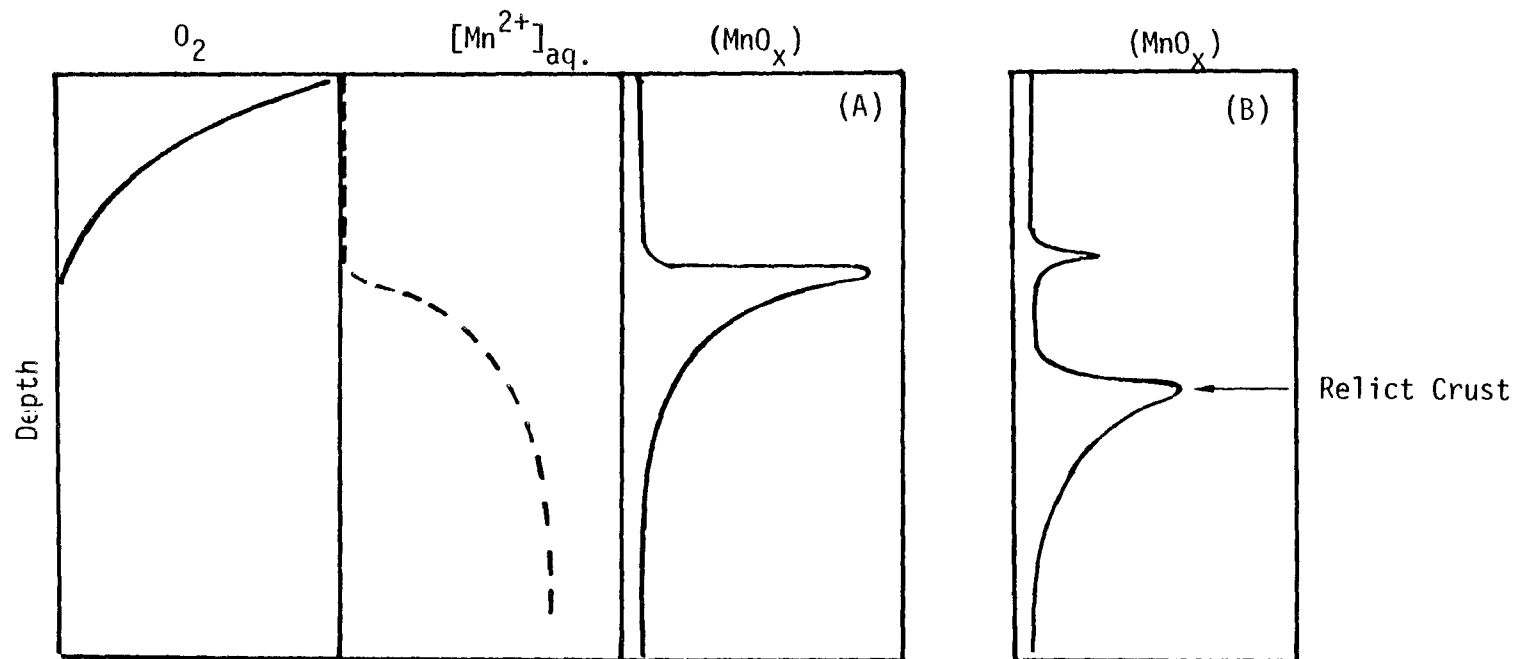 O₂ [Mn²⁺]aq. (MnOₓ) (MnOₓ)
(A) (B)
Depth
Relict Crust